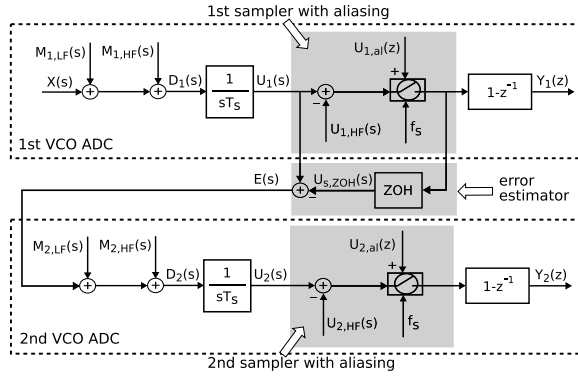 1st sampler with aliasing
M1,LF(s) M1,HF(s) U1,al(z)
X(s) D1(s) 1 U1(s) + Y1(z)
sTs − 1-z-1
U1,HF(s) fs
1st VCO ADC
E(s) Us,ZOH(s) ZOH error
− estimator
M2,LF(s) M2,HF(s) U2,al(z)
D2(s) 1 U2(s) + Y2(z)
sTs − 1-z-1
U2,HF(s) fs
2nd VCO ADC
2nd sampler with aliasing